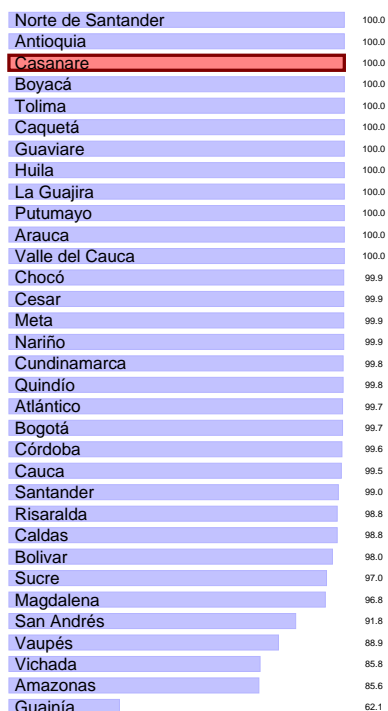 Norte de Santander 100.0
Antioquia 100.0
Casanare 100.0
Boyacá 100.0
Tolima 100.0
Caquetá 100.0
Guaviare 100.0
Huila 100.0
La Guajira 100.0
Putumayo 100.0
Arauca 100.0
Valle del Cauca 100.0
Chocó 99.9
Cesar 99.9
Meta 99.9
Nariño 99.9
Cundinamarca 99.8
Quindío 99.8
Atlántico 99.7
Bogotá 99.7
Córdoba 99.6
Cauca 99.5
Santander 99.0
Risaralda 98.8
Caldas 98.8
Bolivar 98.0
Sucre 97.0
Magdalena 96.8
San Andrés 91.8
Vaupés 88.9
Vichada 85.8
Amazonas 85.6
Guainía 62.1